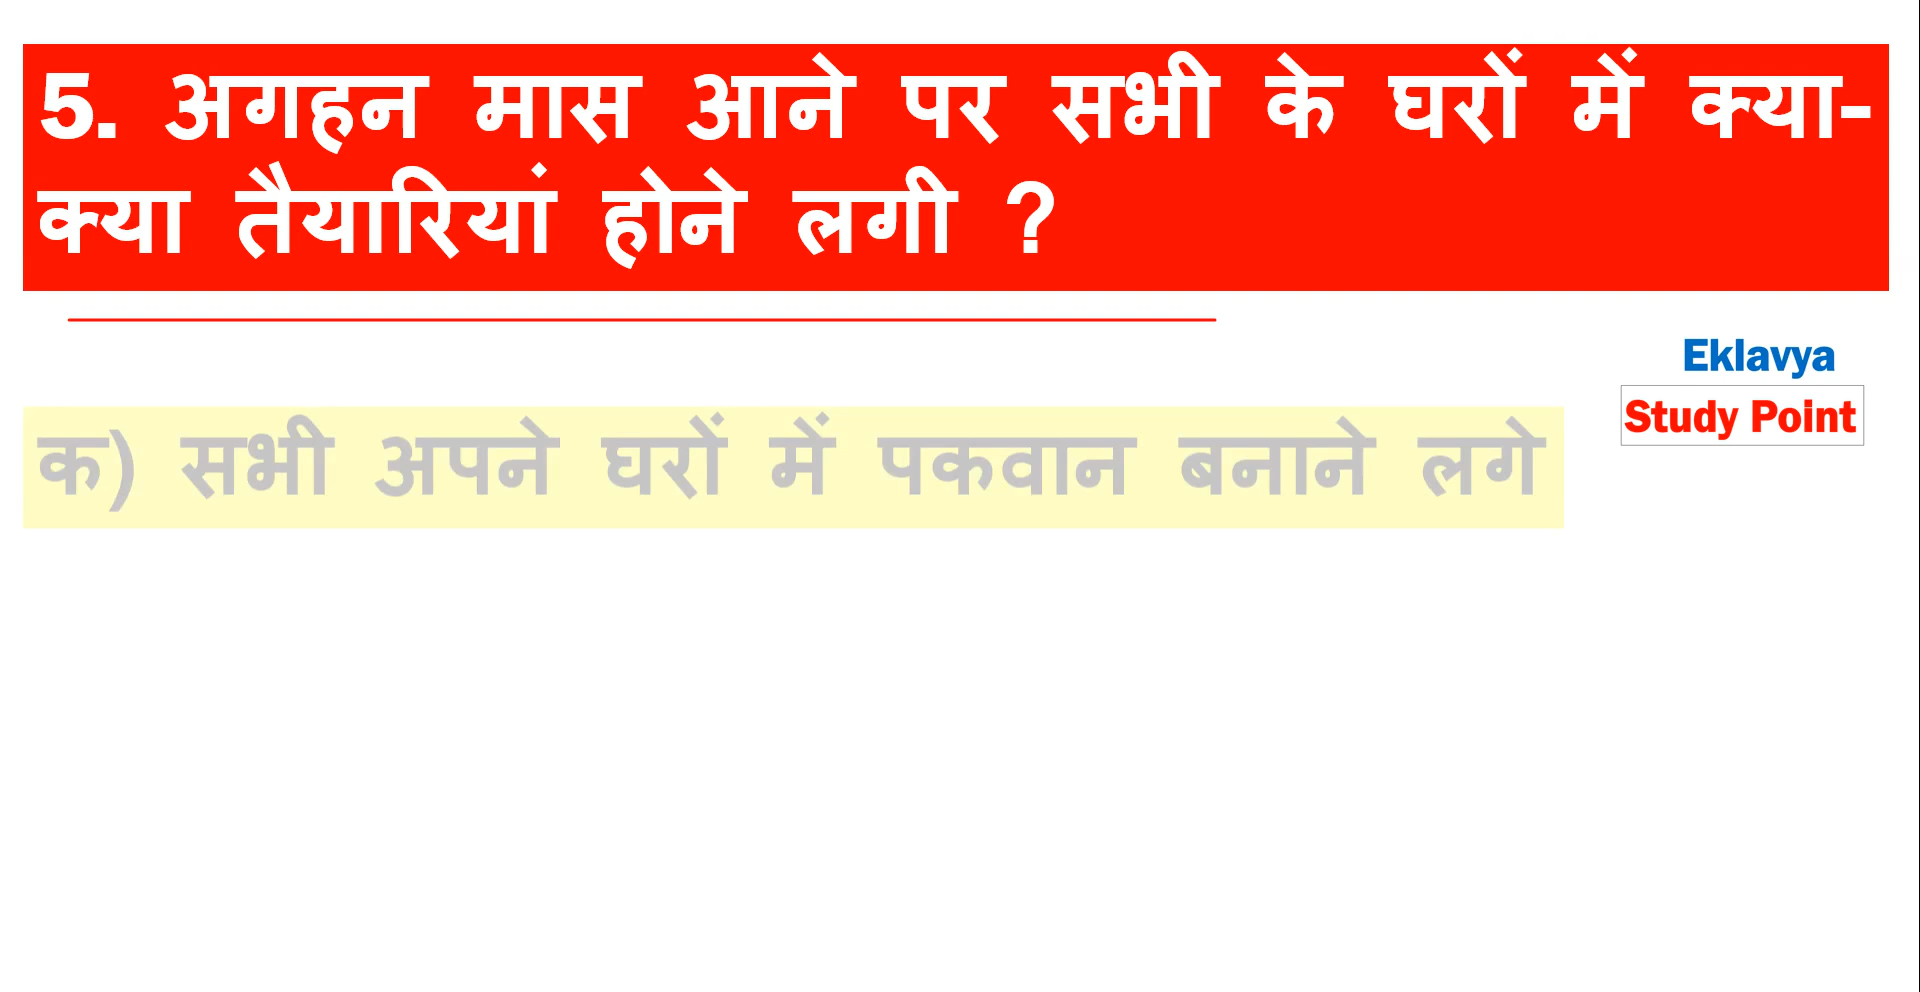 5. अगहन मास आने पर सभी के घरों में क्या-
क्या तैयारियां होने लगी ?
Eklavya
Study Point
क) सभी अपने घरों में पकवान बनाने लगे